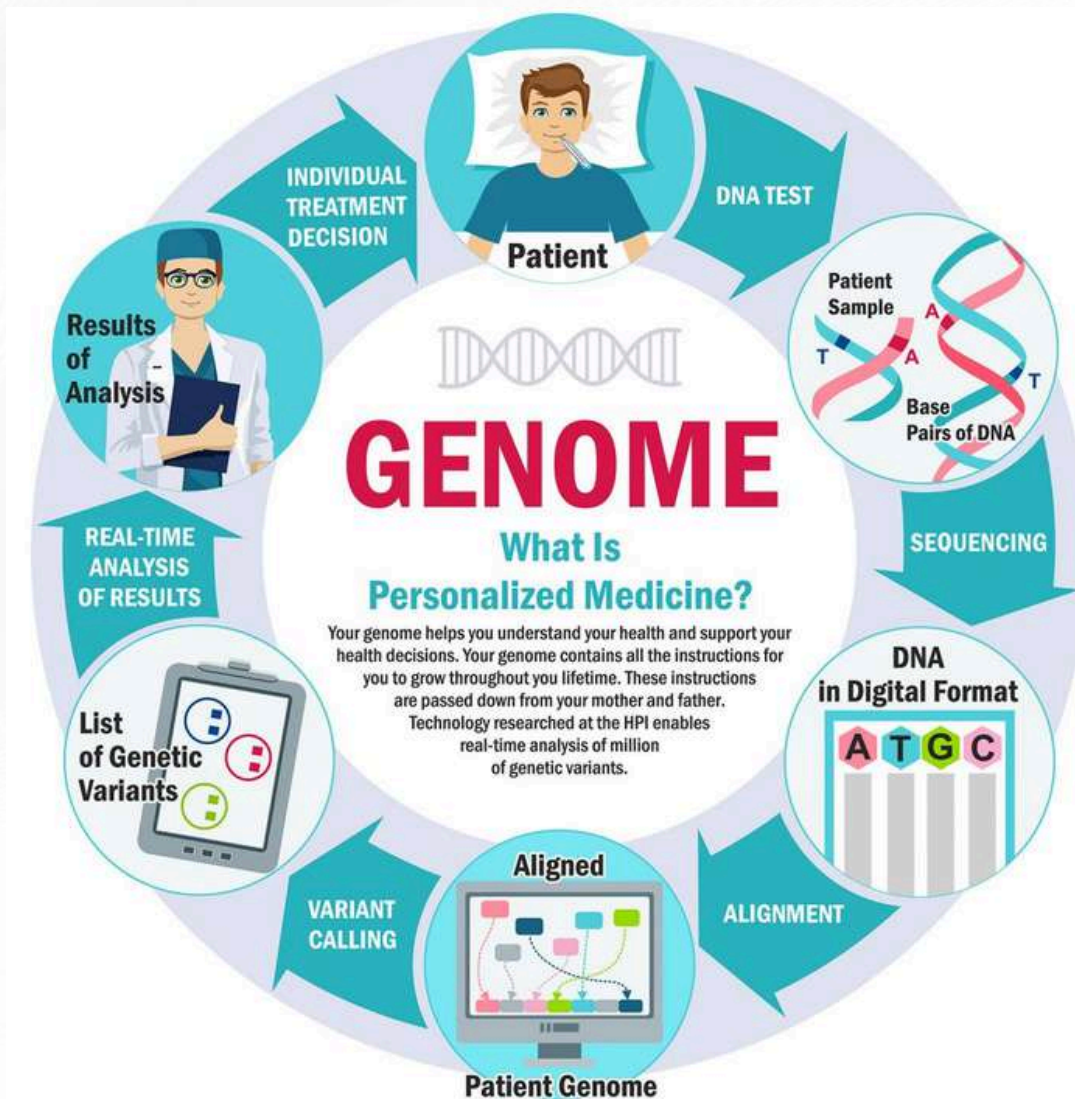 Patient
DNA TEST
Patient
Sample
A
T
A
T
Base
Pairs of DNA
SEQUENCING
DNA
in Digital Format
A T G C
ALIGNMENT
Aligned
Patient Genome
VARIANT
CALLING
List
of Genetic
Variants
REAL-TIME
ANALYSIS
OF RESULTS
Results
of
Analysis
INDIVIDUAL
TREATMENT
DECISION
GENOME
What Is
Personalized Medicine?
Your genome helps you understand your health and support your
health decisions. Your genome contains all the instructions for
you to grow throughout you lifetime. These instructions
are passed down from your mother and father.
Technology researched at the HPI enables
real-time analysis of million
of genetic variants.